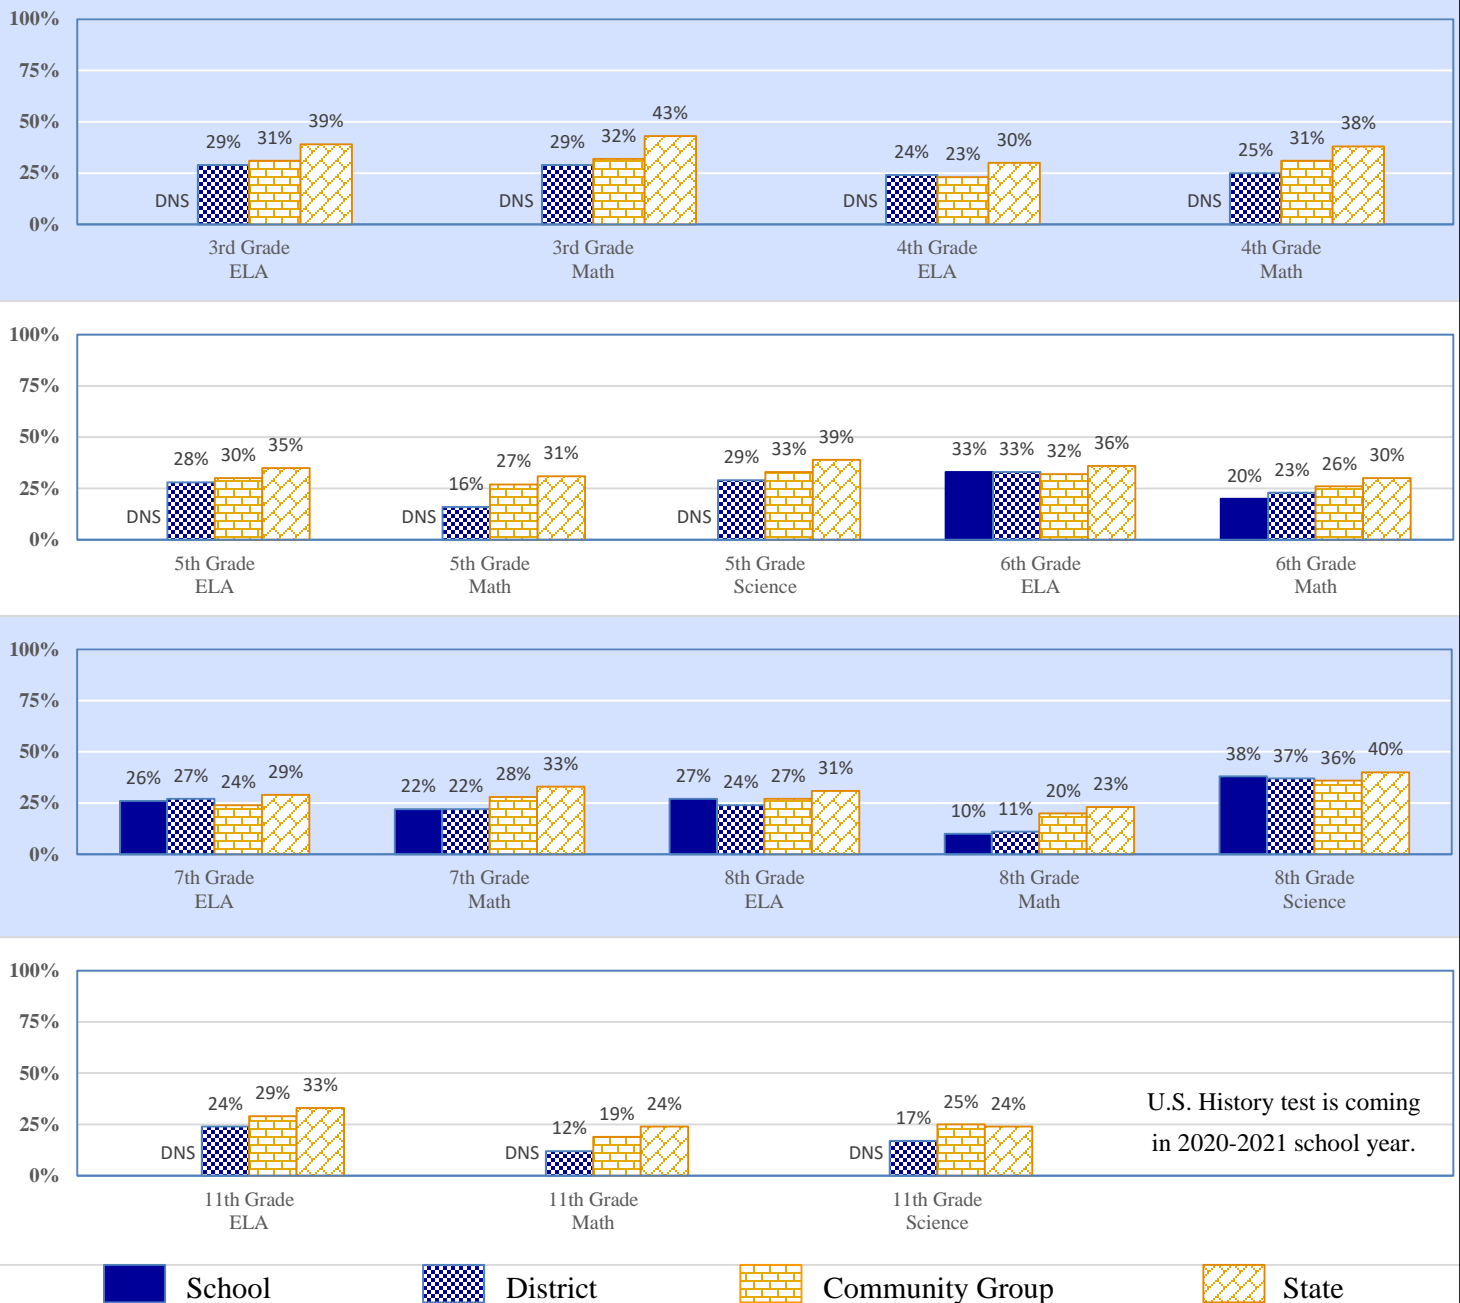 100%
75%
50%
25%
0%
DNS 29% 31% 39%
DNS 29% 32% 43%
DNS 24% 23% 30%
DNS 25% 31% 38%
3rd Grade
ELA
3rd Grade
Math
4th Grade
ELA
4th Grade
Math
100%
75%
50%
25%
0%
DNS 28% 30% 35%
DNS 16% 27% 31%
DNS 29% 33% 39%
33% 33% 32% 36%
20% 23% 26% 30%
5th Grade
ELA
5th Grade
Math
5th Grade
Science
6th Grade
ELA
6th Grade
Math
100%
75%
50%
25%
0%
26% 27% 24% 29%
22% 22% 28% 33%
27% 24% 27% 31%
10% 11% 20% 23%
38% 37% 36% 40%
7th Grade
ELA
7th Grade
Math
8th Grade
ELA
8th Grade
Math
8th Grade
Science
100%
75%
50%
25%
0%
DNS 24% 29% 33%
DNS 12% 19% 24%
DNS 17% 25% 24%
U.S. History test is coming
in 2020-2021 school year.
11th Grade
ELA
11th Grade
Math
11th Grade
Science
School District Community Group State